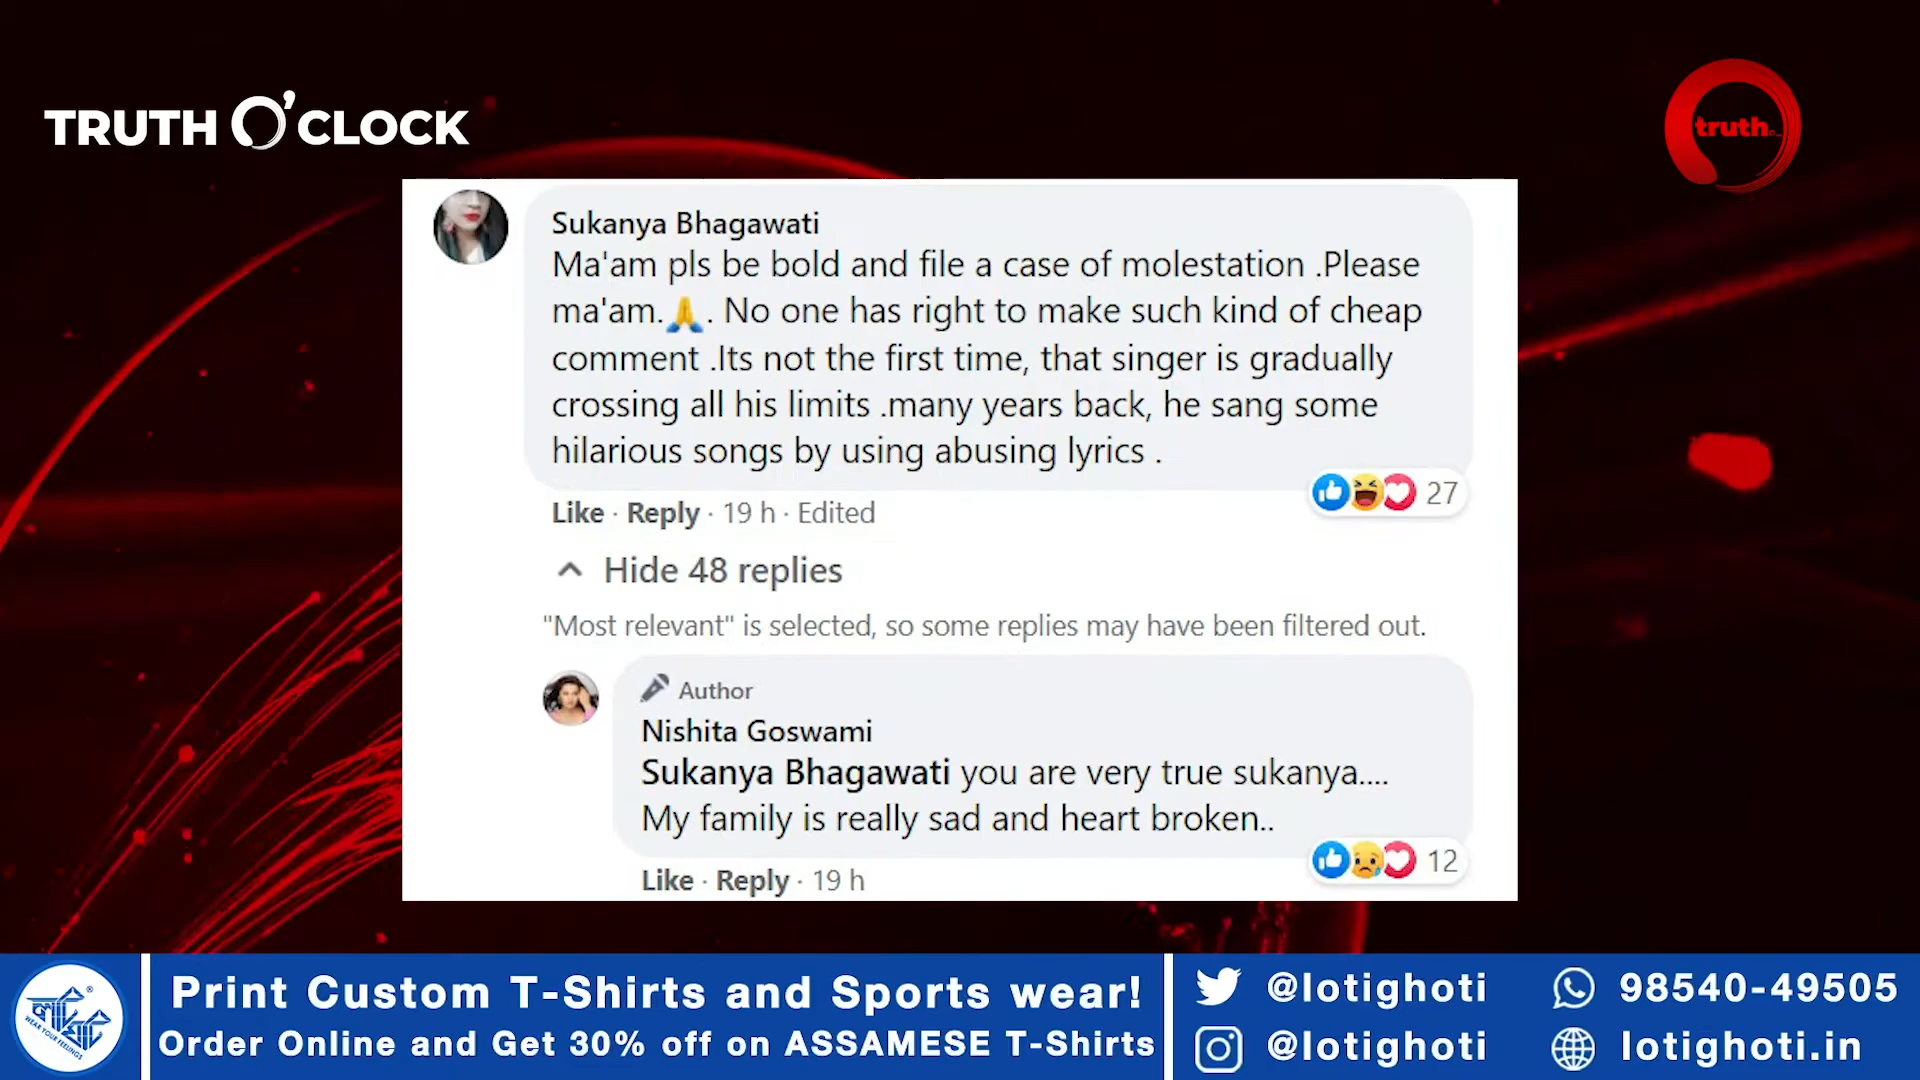 TRUTH O'CLOCK
truth
Sukanya Bhagawati
Ma'am pls be bold and file a case of molestation .Please
ma'am.🙏. No one has right to make such kind of cheap
comment .Its not the first time, that singer is gradually
crossing all his limits .many years back, he sang some
hilarious songs by using abusing lyrics .
27
Like · Reply · 19 h · Edited
Hide 48 replies
"Most relevant" is selected, so some replies may have been filtered out.
Author
Nishita Goswami
Sukanya Bhagawati you are very true sukanya....
My family is really sad and heart broken..
12
Like · Reply · 19 h
WEAR YOUR FEELINGS
Print Custom T-Shirts and Sports wear!
Order Online and Get 30% off on ASSAMESE T-Shirts
@lotighoti
@lotighoti
98540-49505
lotighoti.in